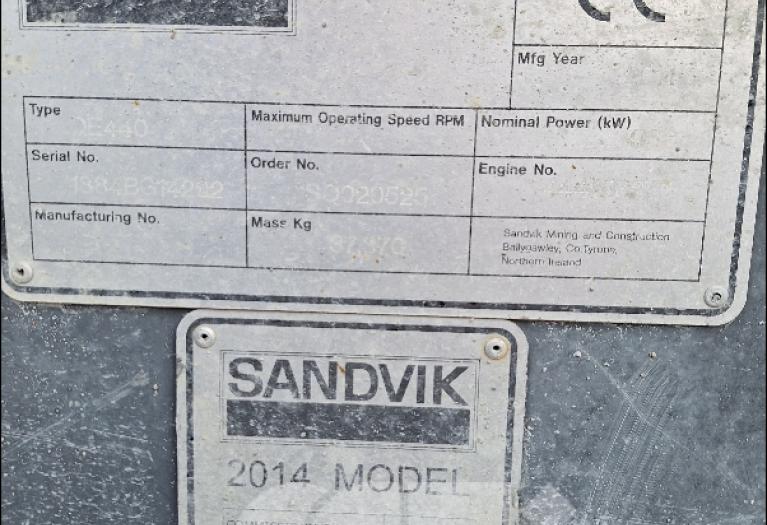 Mfg Year
Type
Maximum Operating Speed RPM
Nominal Power (kW)
Serial No.
Order No.
SQ020525
Engine No.
Manufacturing No.
Mass Kg
Sandvik Mining and Construction
Ballygawley, Co.Tyrone,
Northern Ireland
SANDVIK
2014 MODEL